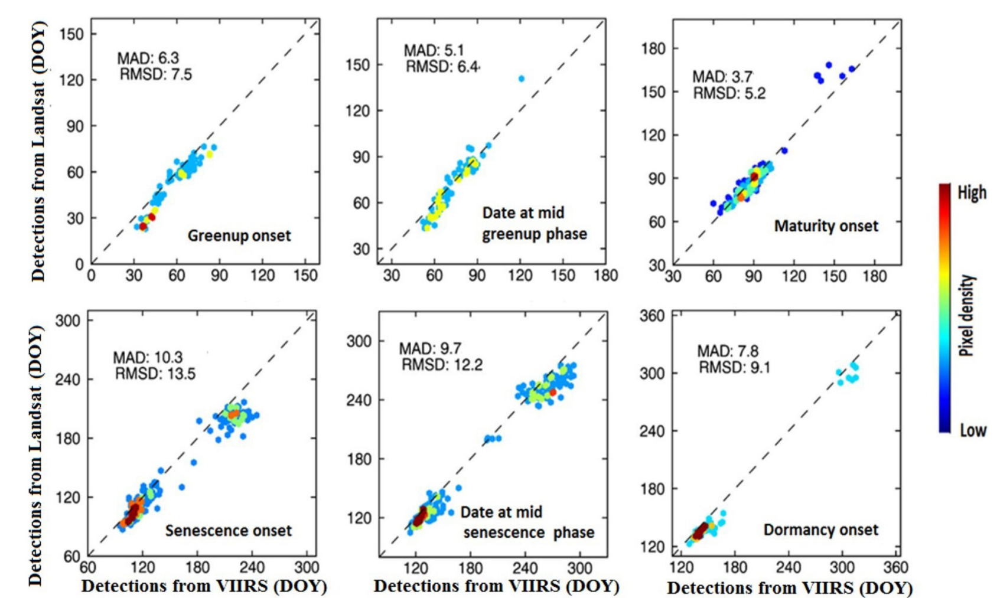 Detections from Landsat (DOY)
150
120
90
60
30
0
MAD: 6.3
RMSD: 7.5
Greenup onset
0 30 60 90 120 150
150
120
90
60
30
MAD: 5.1
RMSD: 6.4
Date at mid
greenup phase
30 60 90 120 150 180
180
150
120
90
60
30
MAD: 3.7
RMSD: 5.2
Maturity onset
30 60 90 120 150 180
Detections from Landsat (DOY)
300
240
180
120
60
MAD: 10.3
RMSD: 13.5
Senescence onset
60 120 180 240 300
Detections from VIIRS (DOY)
300
240
180
120
MAD: 9.7
RMSD: 12.2
Date at mid
senescence phase
120 180 240 300
Detections from VIIRS (DOY)
360
300
240
180
120
MAD: 7.8
RMSD: 9.1
Dormancy onset
120 180 240 300 360
Detections from VIIRS (DOY)
High
Pixel density
Low